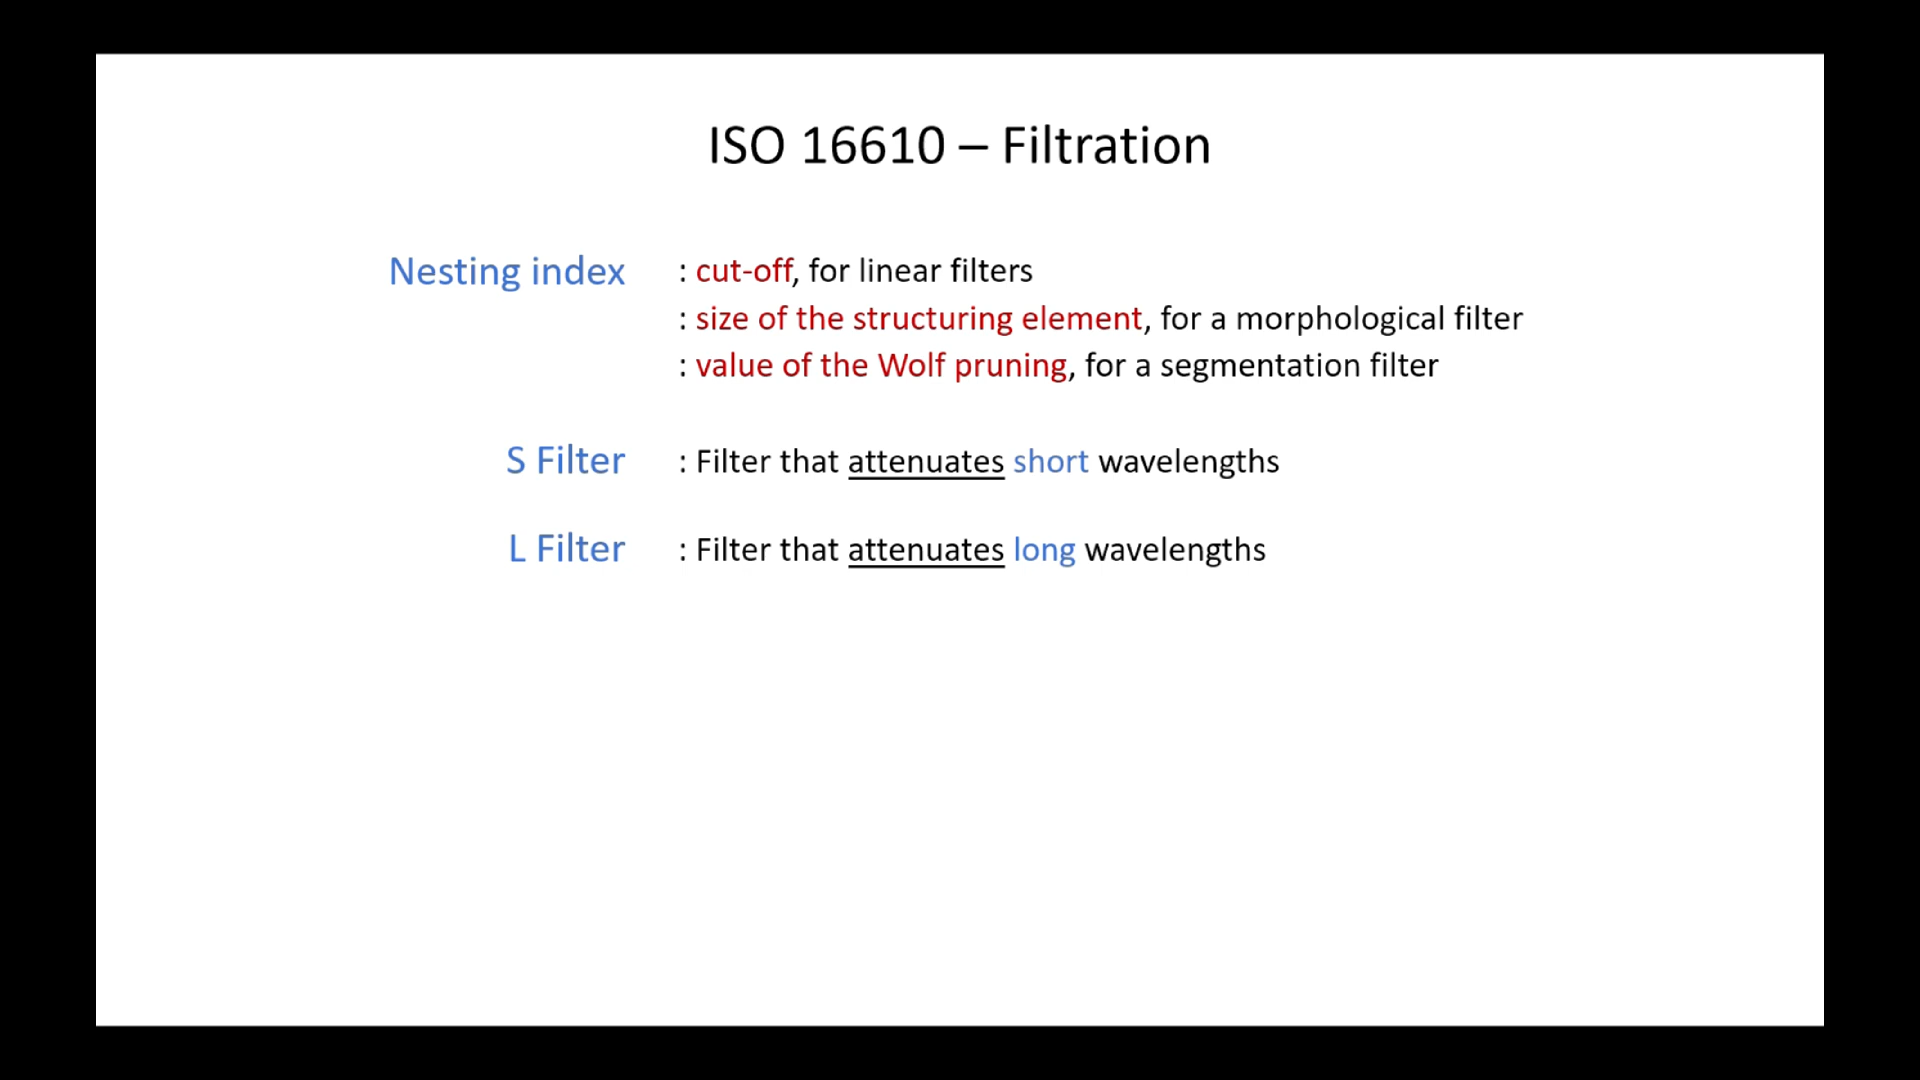 ISO 16610 – Filtration
Nesting index : cut-off, for linear filters
: size of the structuring element, for a morphological filter
: value of the Wolf pruning, for a segmentation filter
S Filter : Filter that attenuates short wavelengths
L Filter : Filter that attenuates long wavelengths